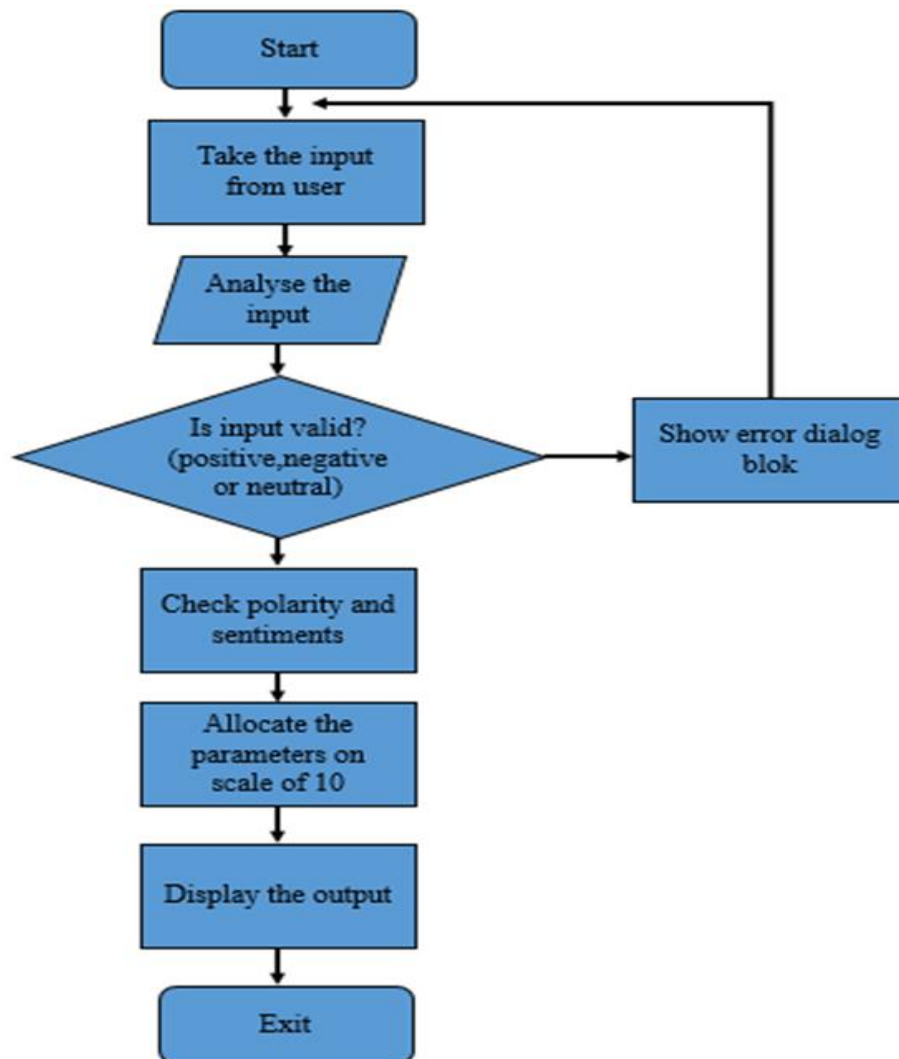 Start
Take the input
from user
Analyse the
input
Is input valid?
(positive,negative
or neutral)
Show error dialog
blok
Check polarity and
sentiments
Allocate the
parameters on
scale of 10
Display the output
Exit